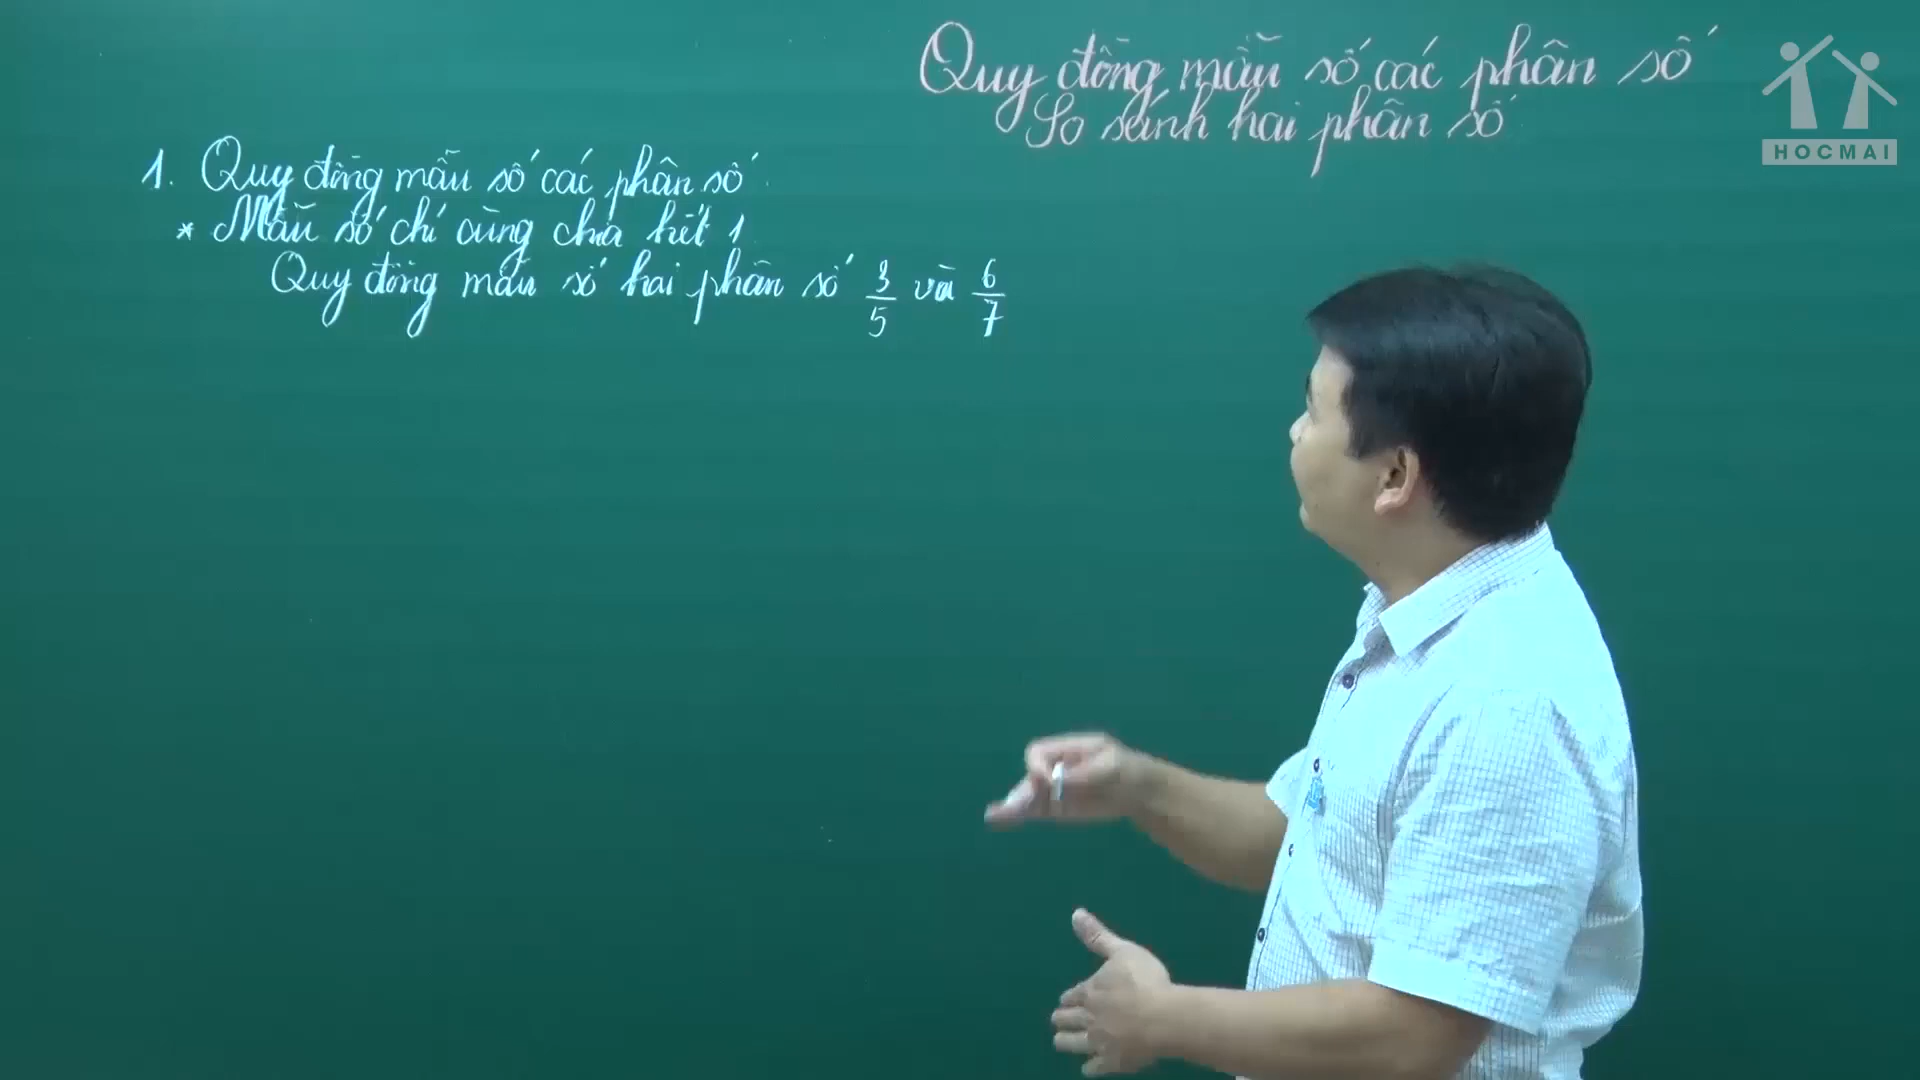 Quy đồng mẫu số các phân số
So sánh hai phân số
HOCMAI
1. Quy đồng mẫu số các phân số
* Mẫu số chỉ cùng chia hết 1
Quy đồng mẫu số hai phân số 3/5 và 6/7